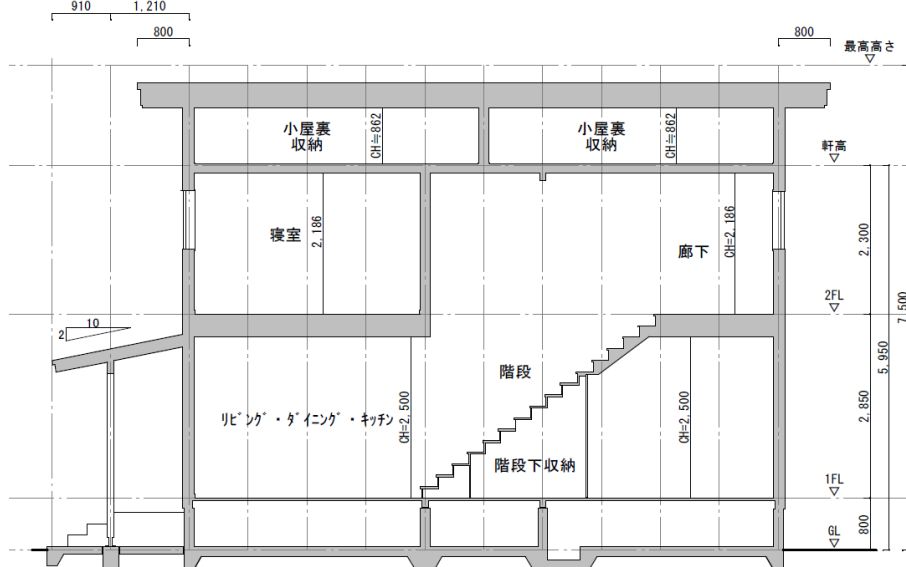 910
1,210
800
800
最高高さ
小屋裏
収納
CH≒862
小屋裏
収納
CH≒862
軒高
寝室
2,186
CH=2,186
廊下
2,300
2FL
7,500
10
2
5,950
階段
リビング・ダイニング・キッチン
CH=2,500
CH=2,500
2,850
階段下収納
1FL
800
GL